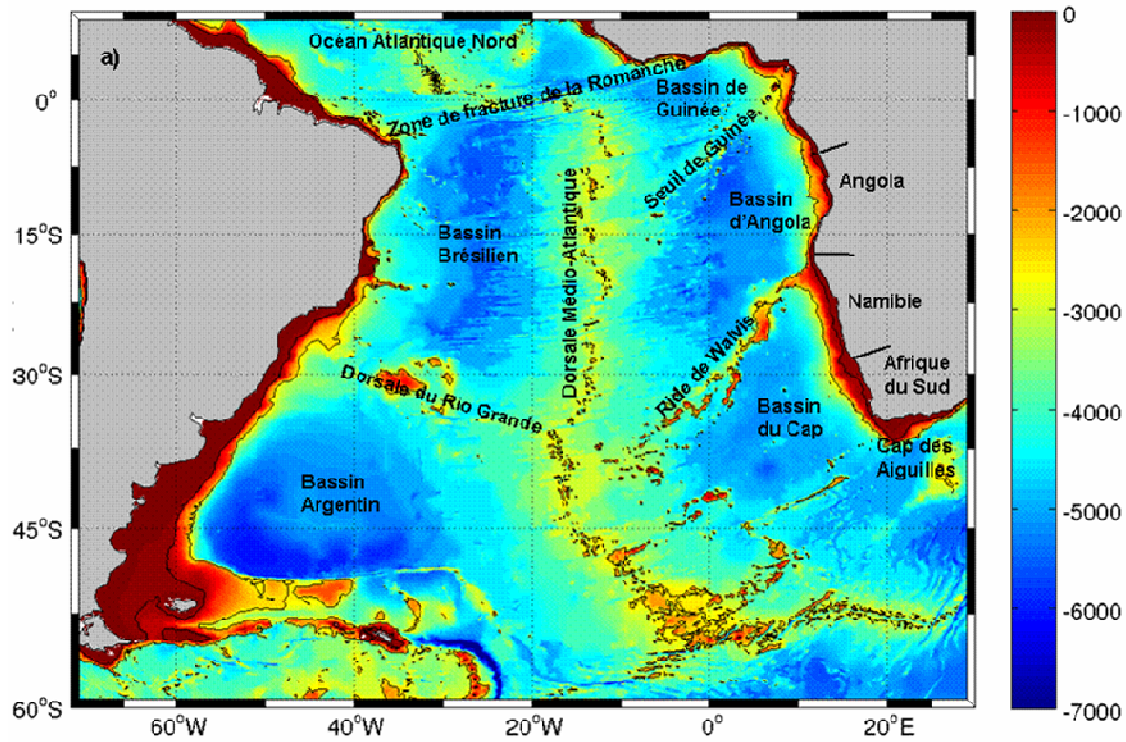 a)
Océan Atlantique Nord
Zone de fracture de la Romanche
Bassin de
Guinée
Seuil de Guinée
Angola
Bassin
d'Angola
Bassin
Brésilien
Dorsale Médio-Atlantique
Namibie
Ride de Walvis
Afrique
du Sud
Dorsale du Rio Grande
Bassin
du Cap
Cap des
Aiguilles
Bassin
Argentin
0°
15°S
30°S
45°S
60°S
60°W
40°W
20°W
0°
20°E
0
-1000
-2000
-3000
-4000
-5000
-6000
-7000